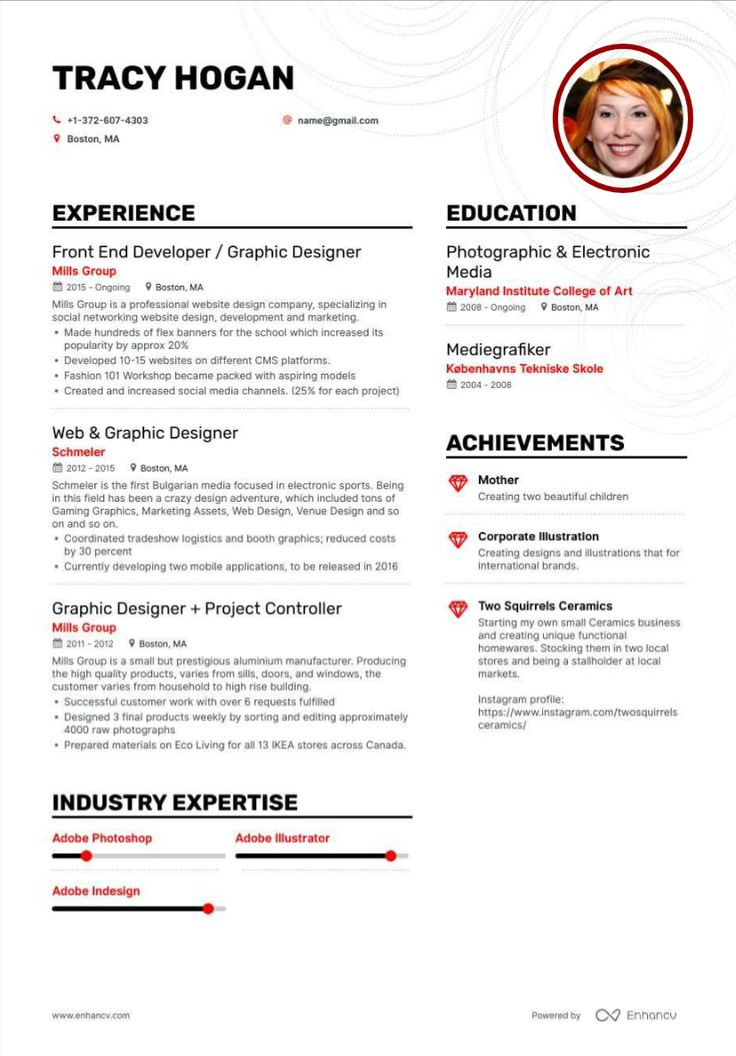 TRACY HOGAN
+1-372-607-4303
name@gmail.com
Boston, MA
EXPERIENCE
Front End Developer / Graphic Designer
Mills Group
2015 - Ongoing Boston, MA
Mills Group is a professional website design company, specializing in
social networking website design, development and marketing.
• Made hundreds of flex banners for the school which increased its
popularity by approx 20%
• Developed 10-15 websites on different CMS platforms.
• Fashion 101 Workshop became packed with aspiring models
• Created and increased social media channels. (25% for each project)
Web & Graphic Designer
Schmeler
2012 - 2015 Boston, MA
Schmeler is the first Bulgarian media focused in electronic sports. Being
in this field has been a crazy design adventure, which included tons of
Gaming Graphics, Marketing Assets, Web Design, Venue Design and so
on and so on.
• Coordinated tradeshow logistics and booth graphics; reduced costs
by 30 percent
• Currently developing two mobile applications, to be released in 2016
Graphic Designer + Project Controller
Mills Group
2011 - 2012 Boston, MA
Mills Group is a small but prestigious aluminium manufacturer. Producing
the high quality products, varies from sills, doors, and windows, the
customer varies from household to high rise building.
• Successful customer work with over 6 requests fulfilled
• Designed 3 final products weekly by sorting and editing approximately
4000 raw photographs
• Prepared materials on Eco Living for all 13 IKEA stores across Canada.
INDUSTRY EXPERTISE
Adobe Photoshop
Adobe Illustrator
Adobe Indesign
EDUCATION
Photographic & Electronic
Media
Maryland Institute College of Art
2008 - Ongoing Boston, MA
Mediegrafiker
Københavns Tekniske Skole
2004 - 2008
ACHIEVEMENTS
Mother
Creating two beautiful children
Corporate Illustration
Creating designs and illustrations that for
international brands.
Two Squirrels Ceramics
Starting my own small Ceramics business
and creating unique functional
homewares. Stocking them in two local
stores and being a stallholder at local
markets.
Instagram profile:
https://www.instagram.com/twosquirrels
ceramics/
www.enhancv.com
Powered by Enhancv